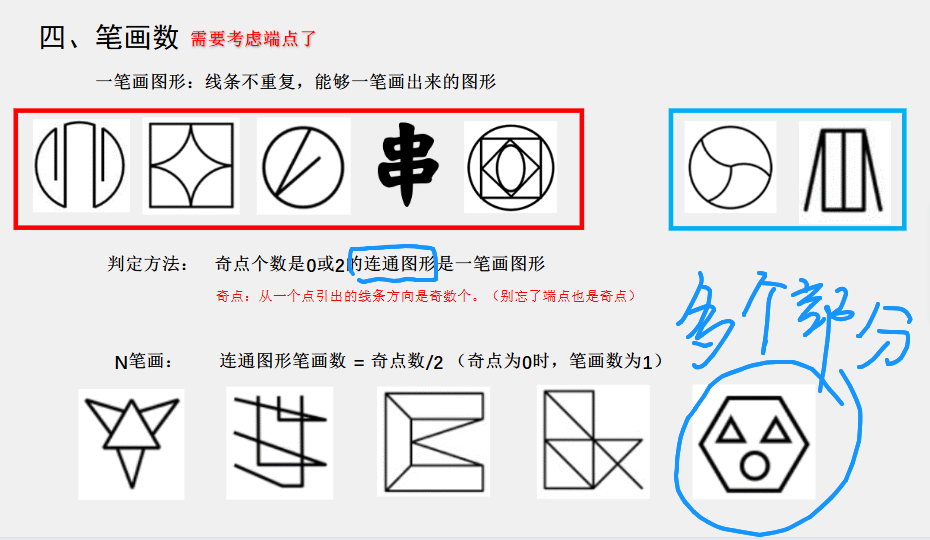 四、笔画数 需要考虑端点了
一笔画图形：线条不重复，能够一笔画出来的图形
串
判定方法： 奇点个数是0或2的连通图形是一笔画图形
奇点：从一个点引出的线条方向是奇数个。（别忘了端点也是奇点）
多个部分
N笔画： 连通图形笔画数 = 奇点数/2 （奇点为0时，笔画数为1）